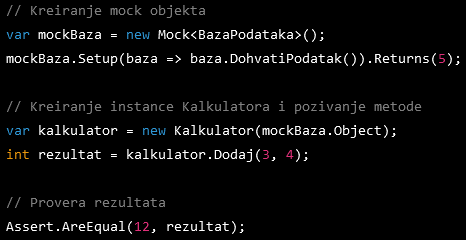 // Kreiranje mock objekta
var mockBaza = new Mock<BazaPodataka>();
mockBaza.Setup(baza => baza.DohvatiPodatak()).Returns(5);
// Kreiranje instance Kalkulatora i pozivanje metode
var kalkulator = new Kalkulator(mockBaza.Object);
int rezultat = kalkulator.Dodaj(3, 4);
// Provera rezultata
Assert.AreEqual(12, rezultat);